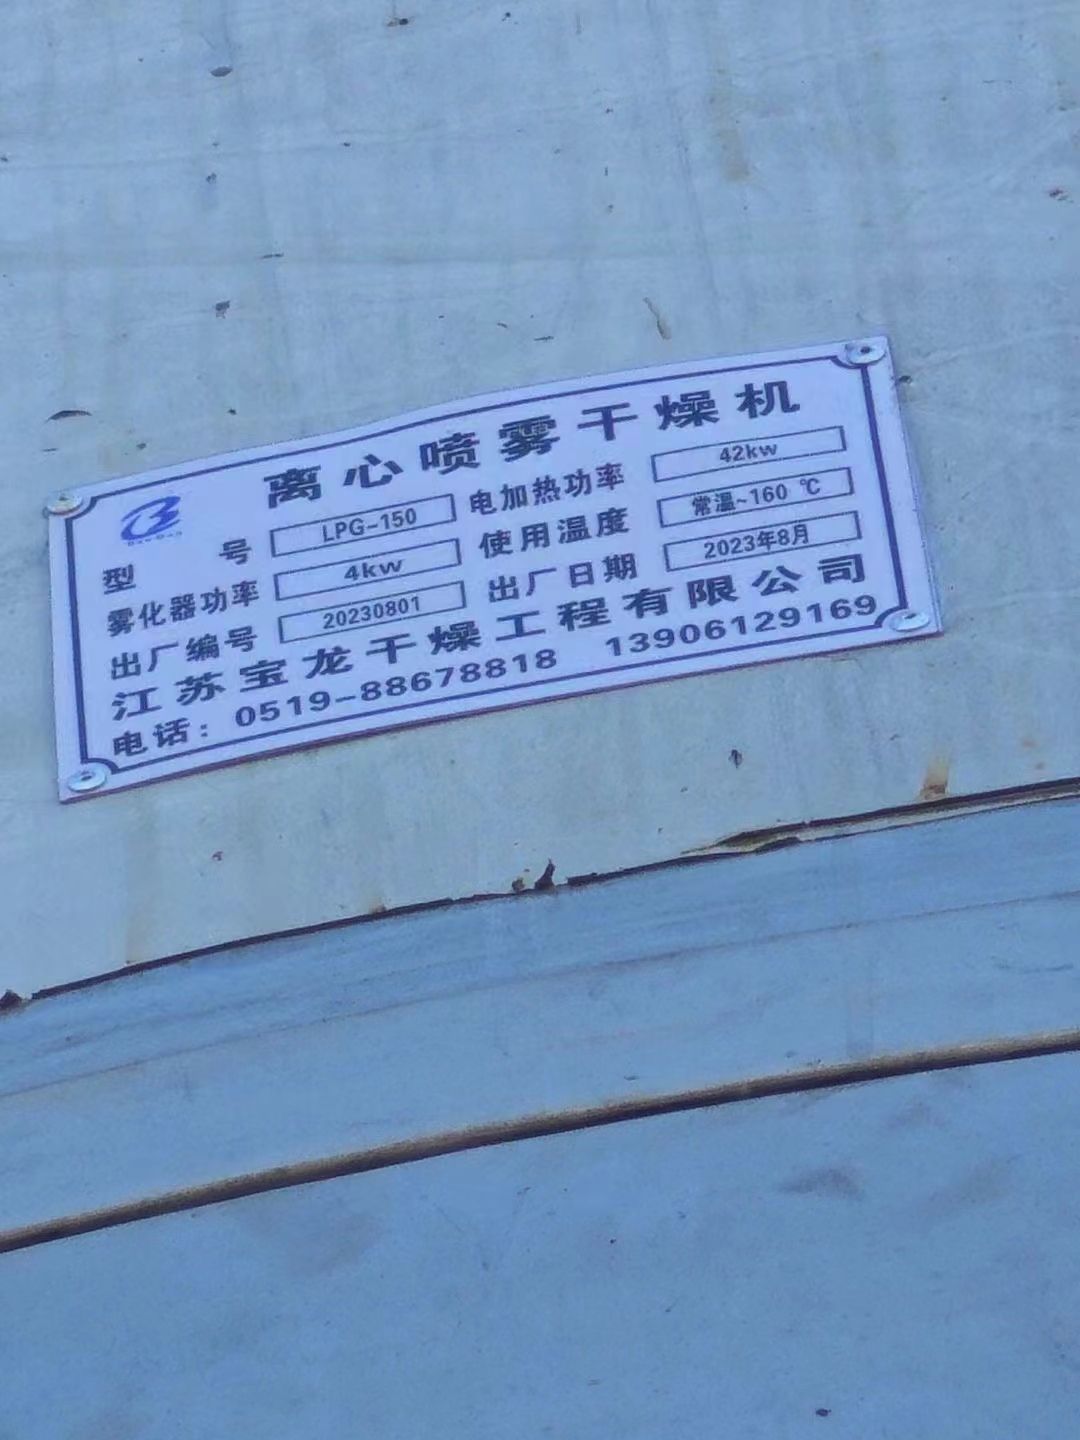 离心喷雾干燥机
型号 LPG-150 电加热功率 42kw
雾化器功率 4kw 使用温度 常温~160 ℃
出厂编号 20230801 出厂日期 2023年8月
江苏宝龙干燥工程有限公司
电话: 0519-88678818 13906129169